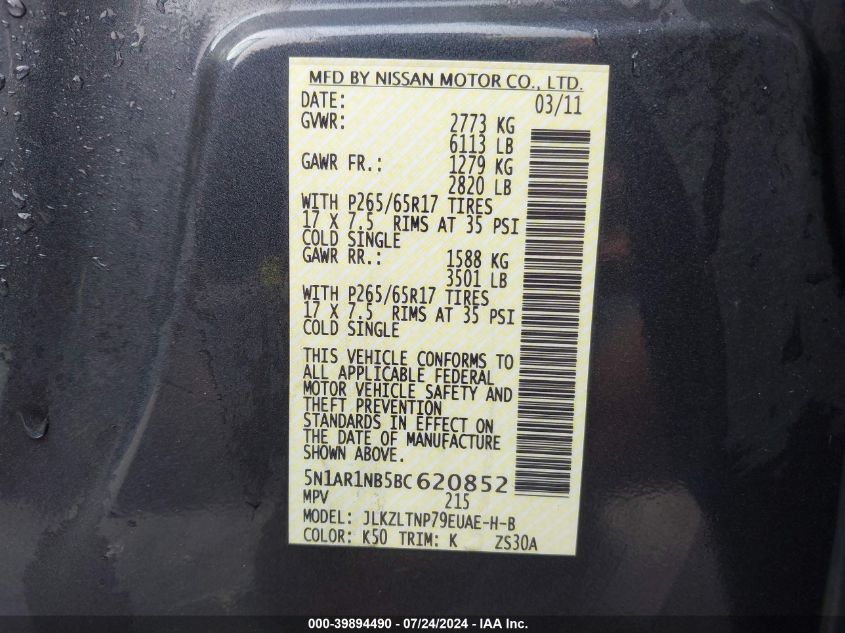 MFD BY NISSAN MOTOR CO., LTD.
DATE: 03/11
GVWR: 2773 KG
6113 LB
GAWR FR.: 1279 KG
2820 LB
WITH P265/65R17 TIRES
17 X 7.5 RIMS AT 35 PSI
COLD SINGLE
GAWR RR.: 1588 KG
3501 LB
WITH P265/65R17 TIRES
17 X 7.5 RIMS AT 35 PSI
COLD SINGLE
THIS VEHICLE CONFORMS TO
ALL APPLICABLE FEDERAL
MOTOR VEHICLE SAFETY AND
THEFT PREVENTION
STANDARDS IN EFFECT ON
THE DATE OF MANUFACTURE
SHOWN ABOVE.
5N1AR1NB5BC620852
MPV 215
MODEL: JLKZLTNP79EUAE-H-B
COLOR: K50 TRIM: K ZS30A
000-39894490 - 07/24/2024 - IAA Inc.